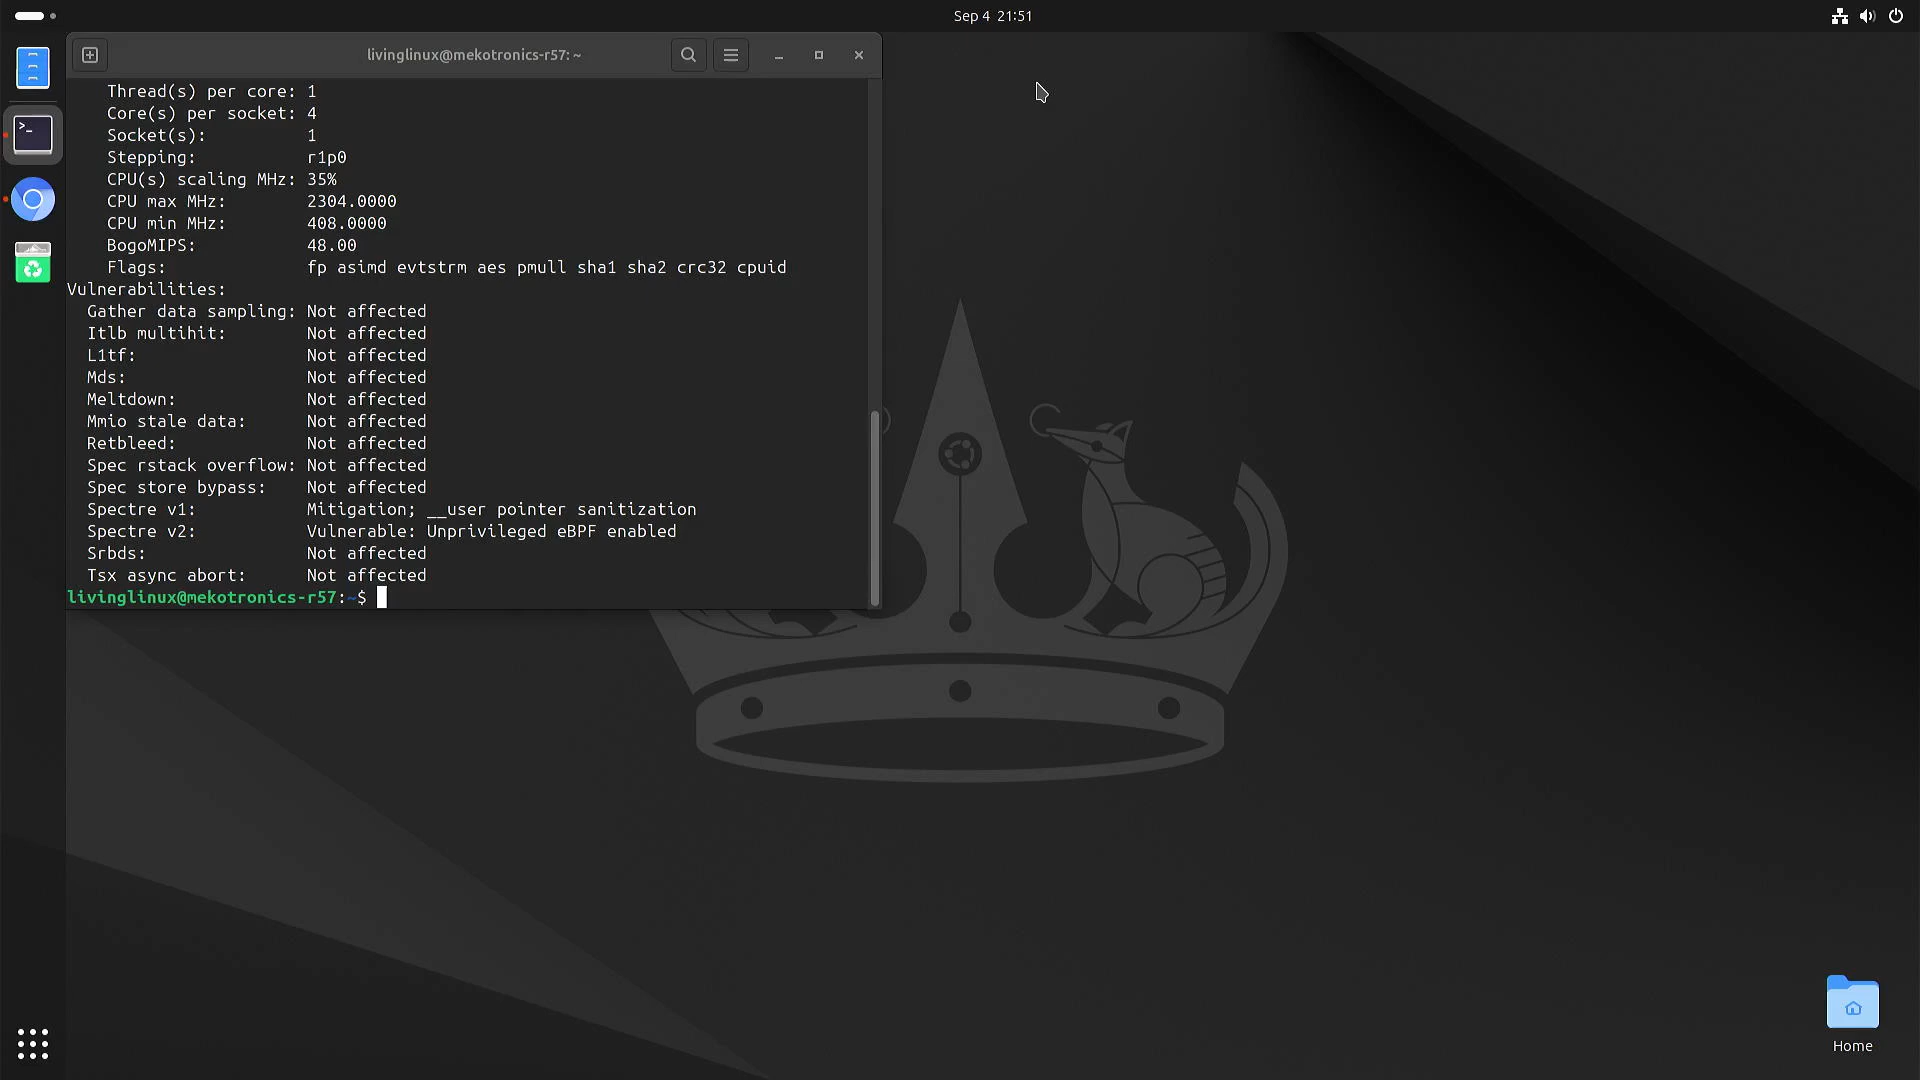 Sep 4 21:51
livinglinux@mekotronics-r57: ~
Thread(s) per core: 1
Core(s) per socket: 4
Socket(s): 1
Stepping: r1p0
CPU(s) scaling MHz: 35%
CPU max MHz: 2304.0000
CPU min MHz: 408.0000
BogoMIPS: 48.00
Flags: fp asimd evtstrm aes pmull sha1 sha2 crc32 cpuid
Vulnerabilities:
Gather data sampling: Not affected
Itlb multihit: Not affected
L1tf: Not affected
Mds: Not affected
Meltdown: Not affected
Mmio stale data: Not affected
Retbleed: Not affected
Spec rstack overflow: Not affected
Spec store bypass: Not affected
Spectre v1: Mitigation; __user pointer sanitization
Spectre v2: Vulnerable: Unprivileged eBPF enabled
Srbds: Not affected
Tsx async abort: Not affected
livinglinux@mekotronics-r57:~$
Home